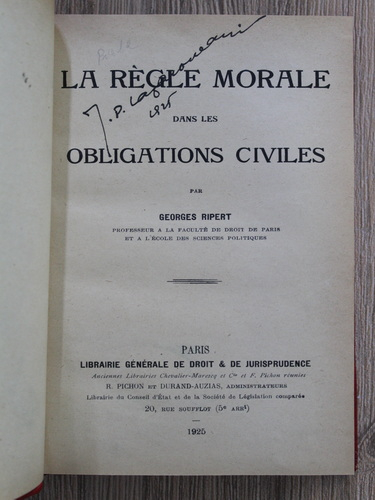 LA RÈGLE MORALE
1925
DANS LES
OBLIGATIONS CIVILES
PAR
GEORGES RIPERT
PROFESSEUR A LA FACULTÉ DE DROIT DE PARIS
ET A L'ÉCOLE DES SCIENCES POLITIQUES
PARIS
LIBRAIRIE GÉNÉRALE DE DROIT & DE JURISPRUDENCE
Anciennes Librairies Chevalier-Marescq et Cie et F. Pichon réunies
R. PICHON ET DURAND-AUZIAS, ADMINISTRATEURS
Librairie du Conseil d'État et de la Société de Législation comparée
20, RUE SOUFFLOT (5e ARRt)
1925